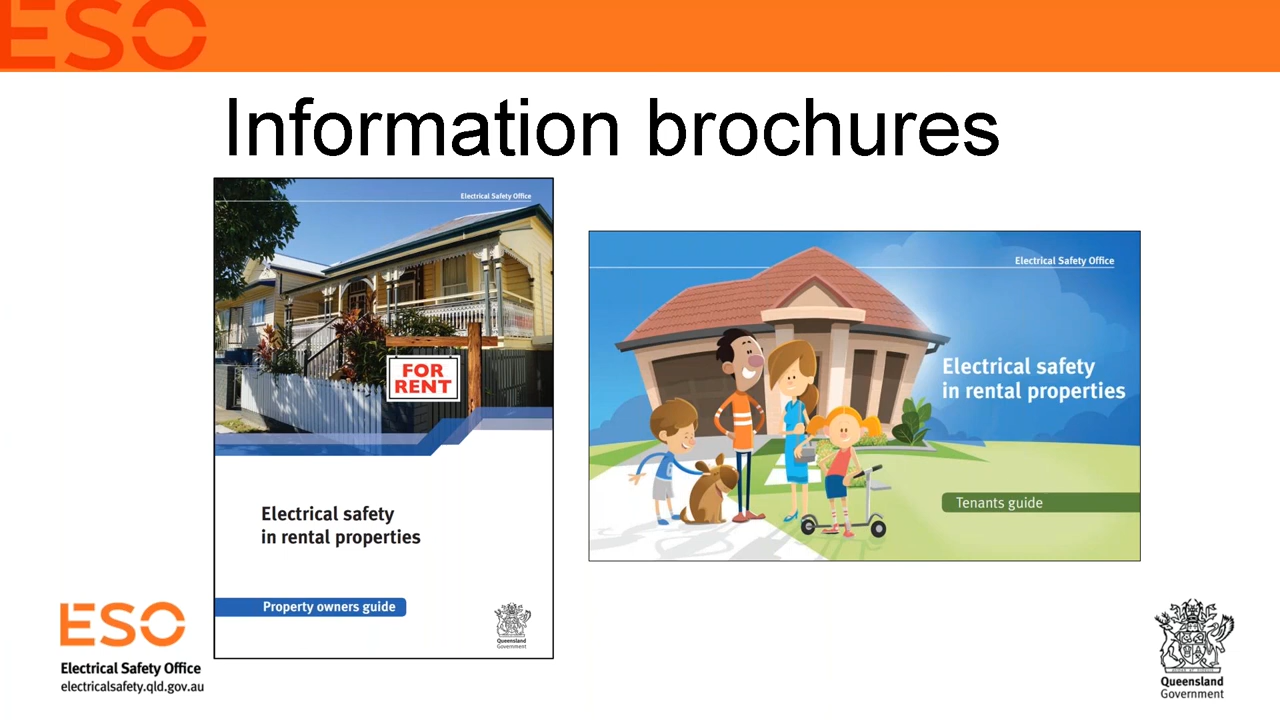 ESO
Information brochures
Electrical Safety Office
FOR
RENT
Electrical safety
in rental properties
Property owners guide
Queensland
Government
Electrical Safety Office
Electrical safety
in rental properties
Tenants guide
ESO
Electrical Safety Office
electricalsafety.qld.gov.au
Queensland
Government